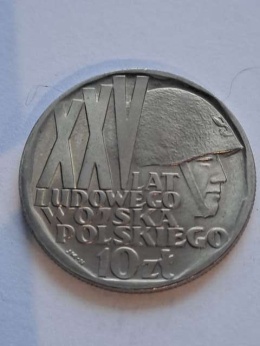 XXV
LAT
LUDOWEGO
WOJSKA
POLSKIEGO
10 zł